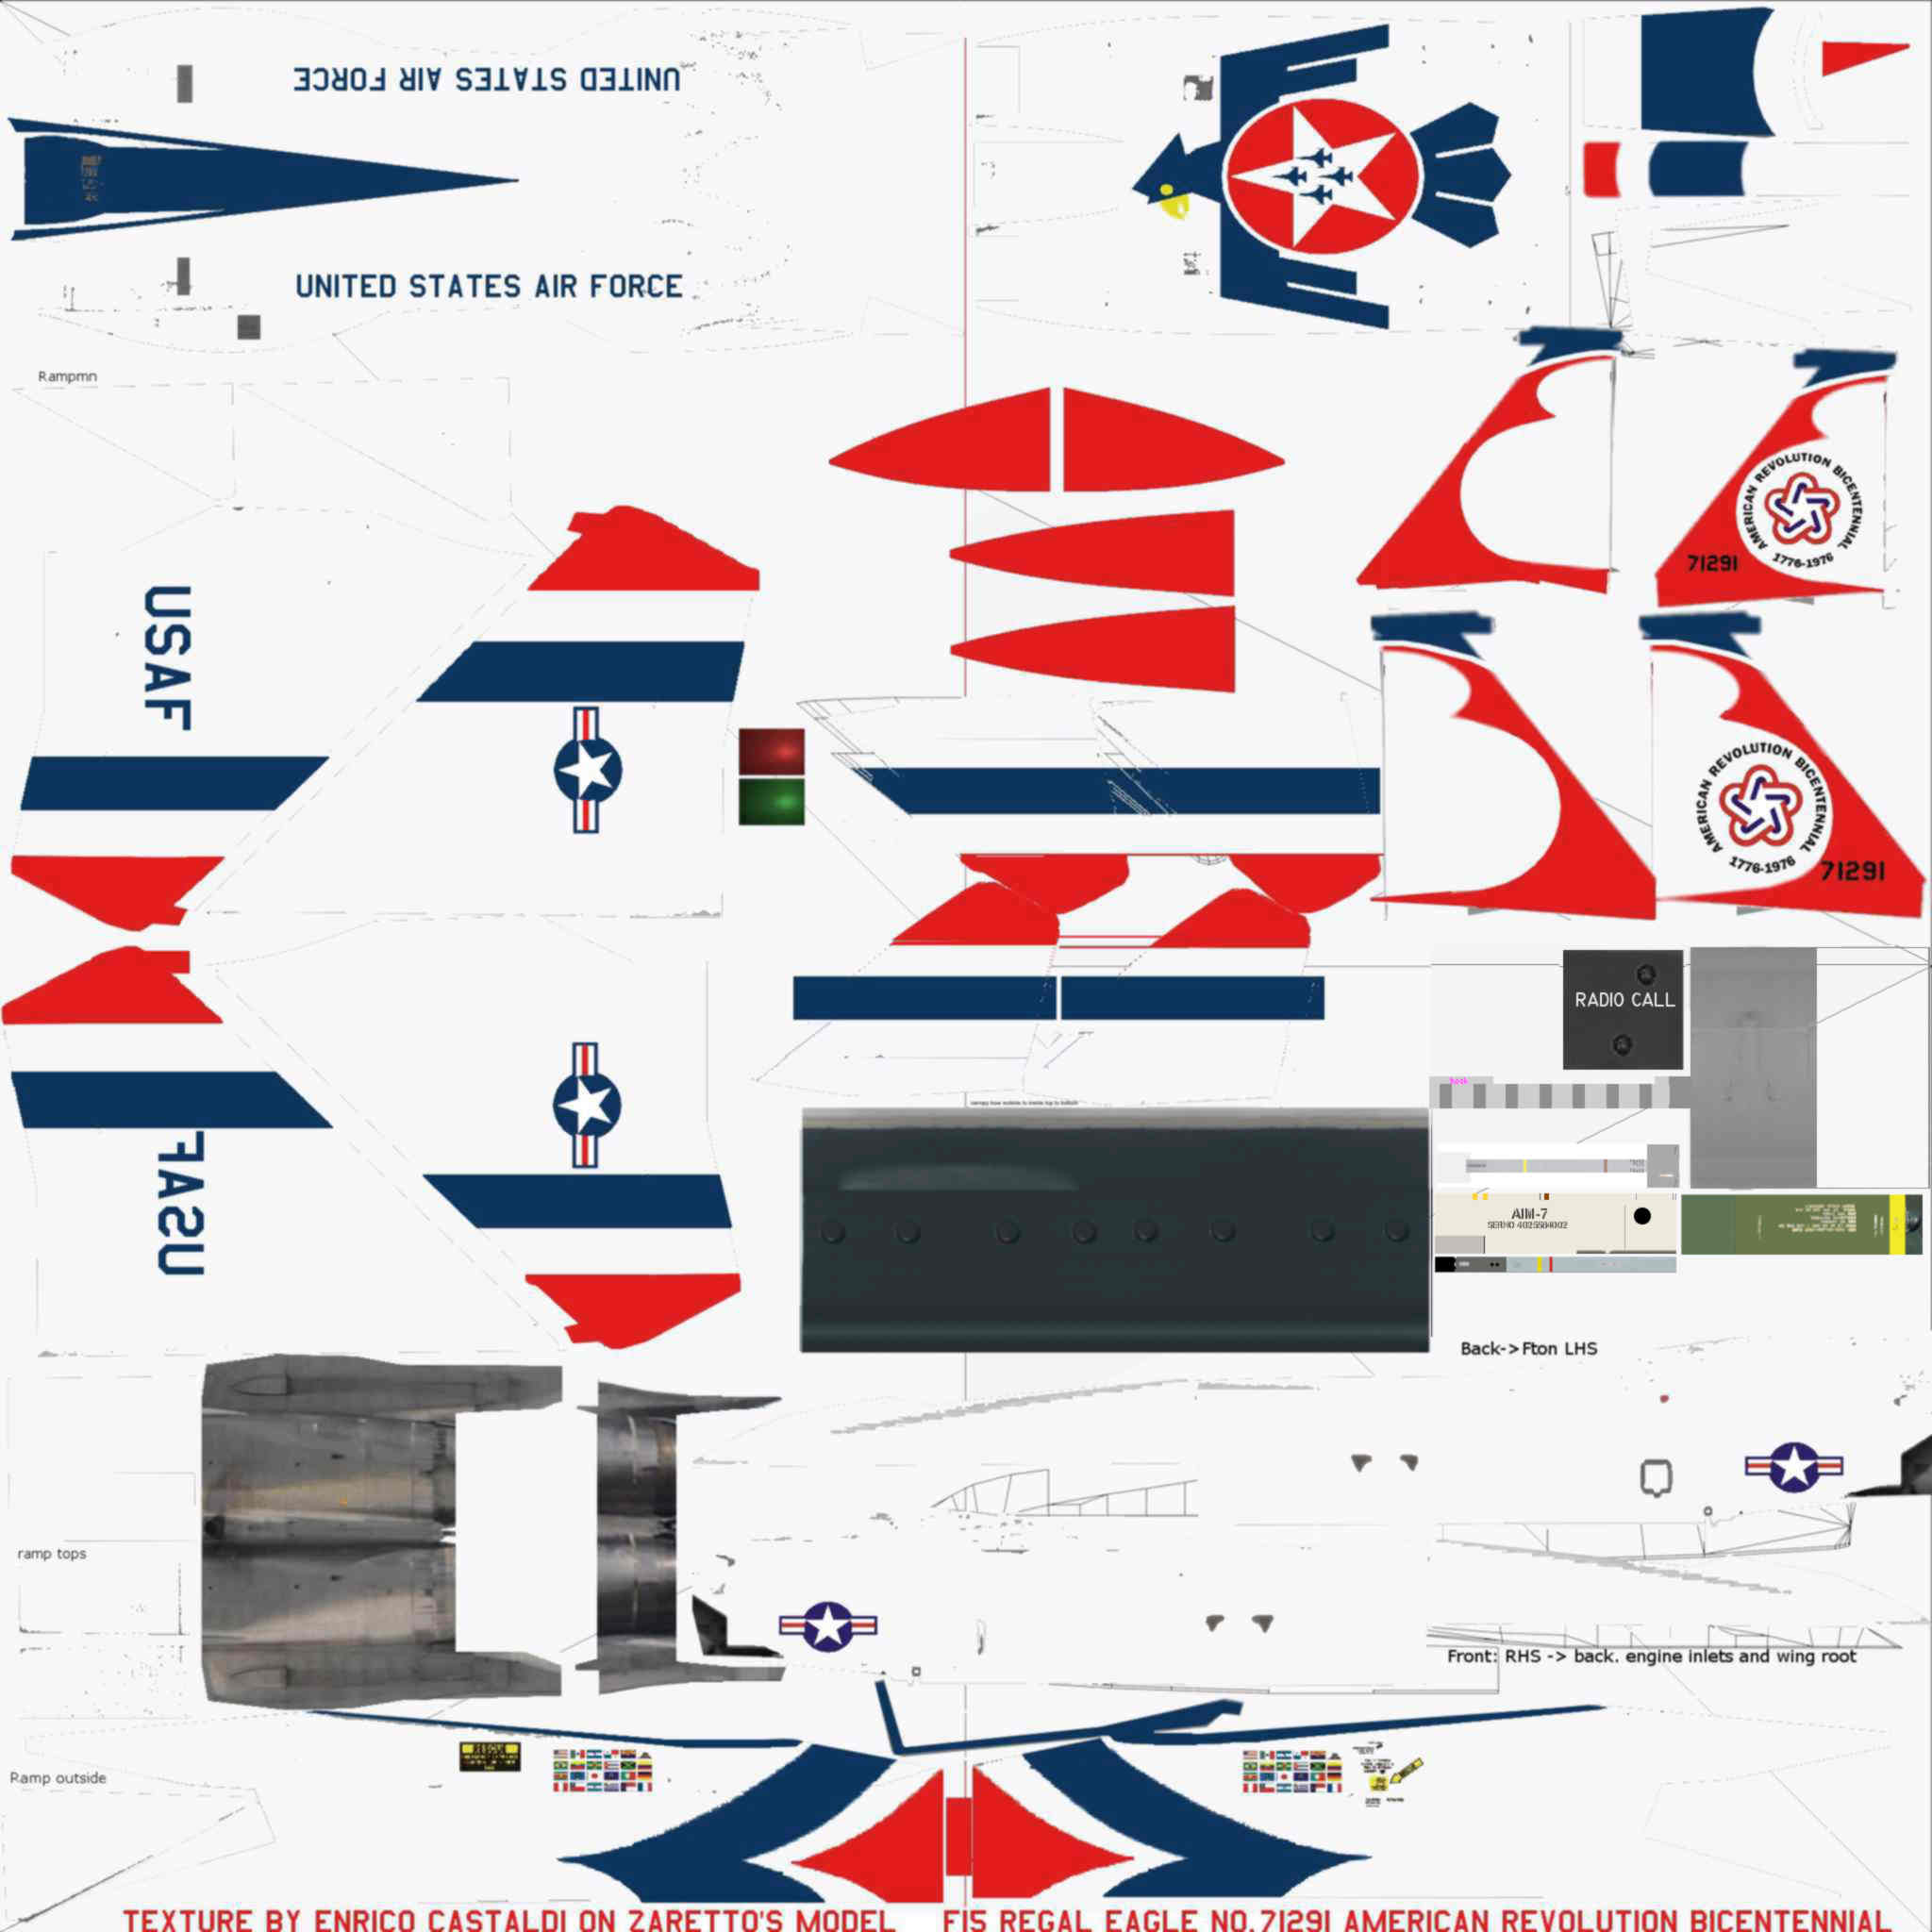 UNITED STATES AIR FORCE
UNITED STATES AIR FORCE
Rampmn
AMERICAN REVOLUTION BICENTENNIAL
1776-1976
71291
USAF
AMERICAN REVOLUTION BICENTENNIAL
1776-1976
71291
RADIO CALL
hook
USAF
AIM-7
Back->Fton LHS
ramp tops
Front: RHS -> back. engine inlets and wing root
Ramp outside
TEXTURE BY ENRICO CASTALDI ON ZARETTO'S MODEL
F15 REGAL EAGLE NO.71291 AMERICAN REVOLUTION BICENTENNIAL